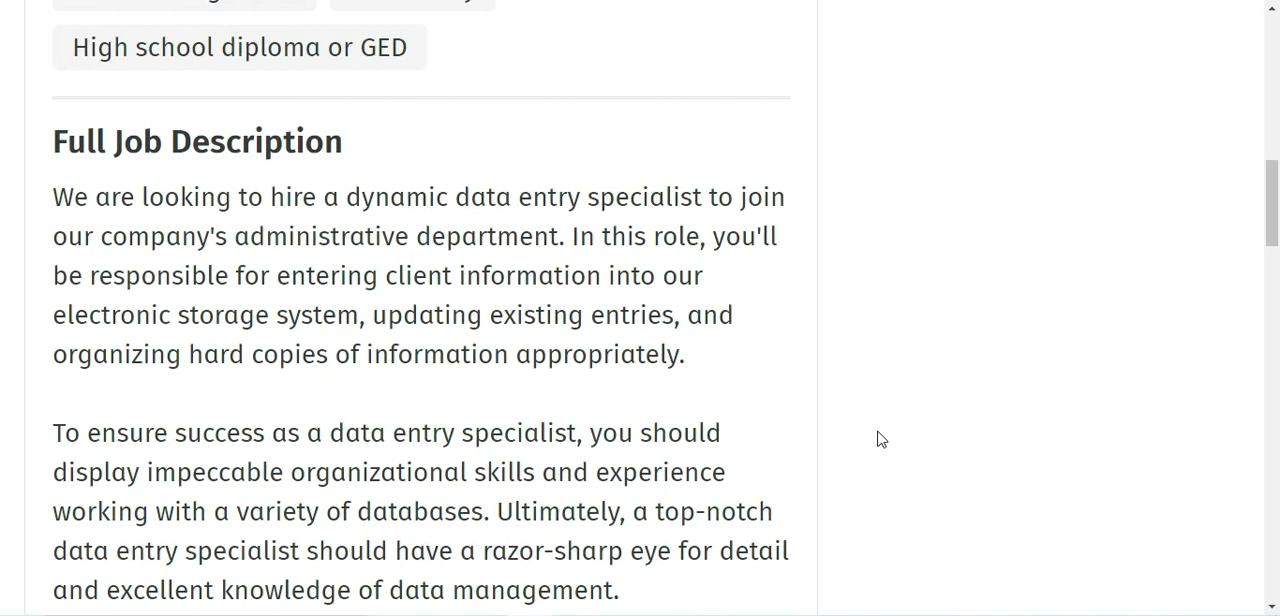 High school diploma or GED
Full Job Description
We are looking to hire a dynamic data entry specialist to join
our company's administrative department. In this role, you'll
be responsible for entering client information into our
electronic storage system, updating existing entries, and
organizing hard copies of information appropriately.
To ensure success as a data entry specialist, you should
display impeccable organizational skills and experience
working with a variety of databases. Ultimately, a top-notch
data entry specialist should have a razor-sharp eye for detail
and excellent knowledge of data management.